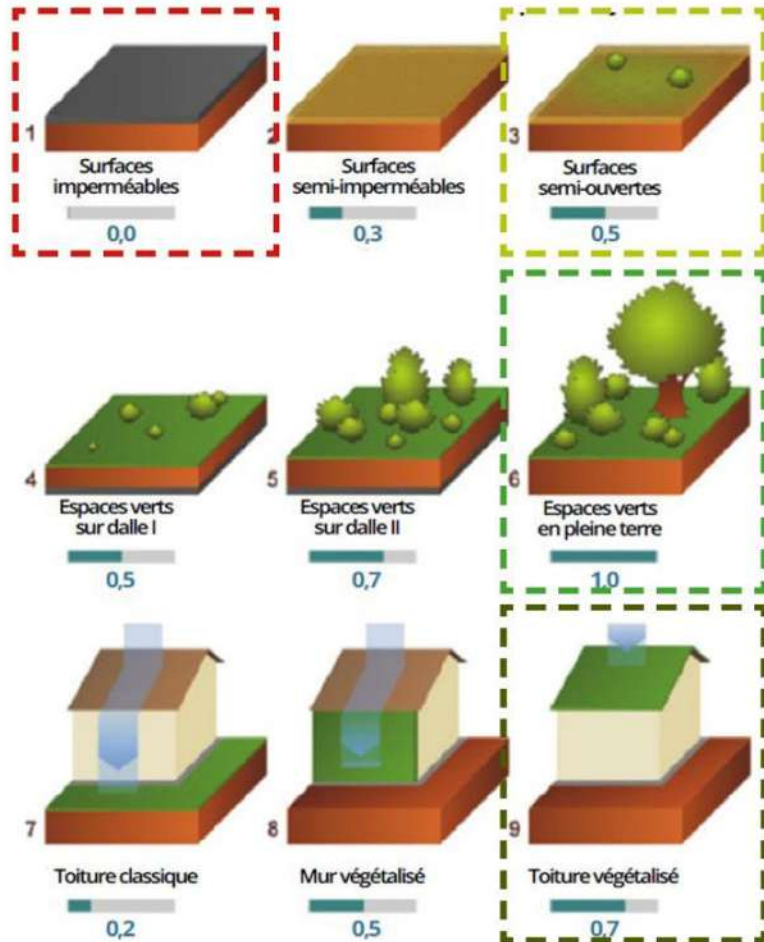 1
Surfaces
imperméables
0,0
2
Surfaces
semi-imperméables
0,3
3
Surfaces
semi-ouvertes
0,5
4
Espaces verts
sur dalle I
0,5
5
Espaces verts
sur dalle II
0,7
6
Espaces verts
en pleine terre
1,0
7
Toiture classique
0,2
8
Mur végétalisé
0,5
9
Toiture végétalisé
0,7